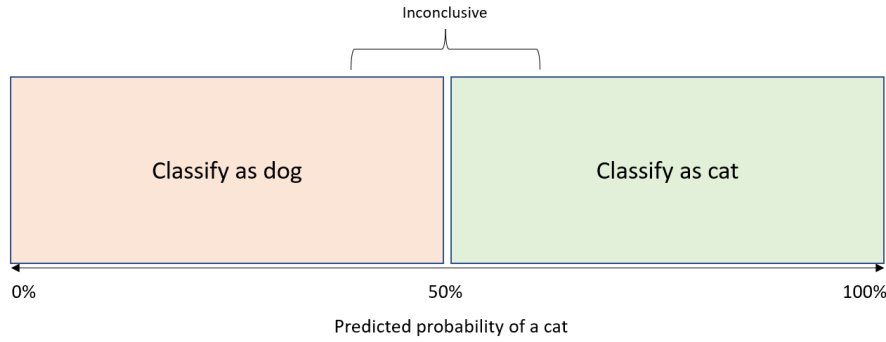 Inconclusive
Classify as dog
Classify as cat
0%
50%
100%
Predicted probability of a cat